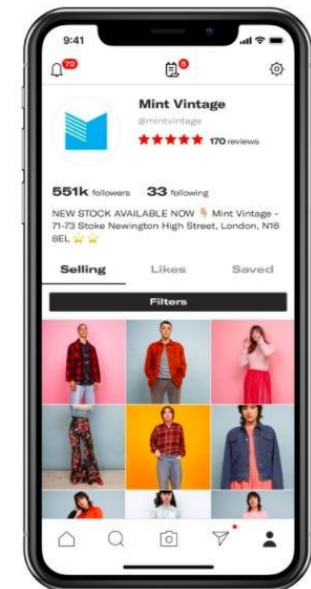 9:41
72
5
Mint Vintage
@mintvintage
170 reviews
551k followers 33 following
NEW STOCK AVAILABLE NOW 👇🏼 Mint Vintage -
71-73 Stoke Newington High Street, London, N16
8EL ⭐ ⭐
Selling Likes Saved
Filters